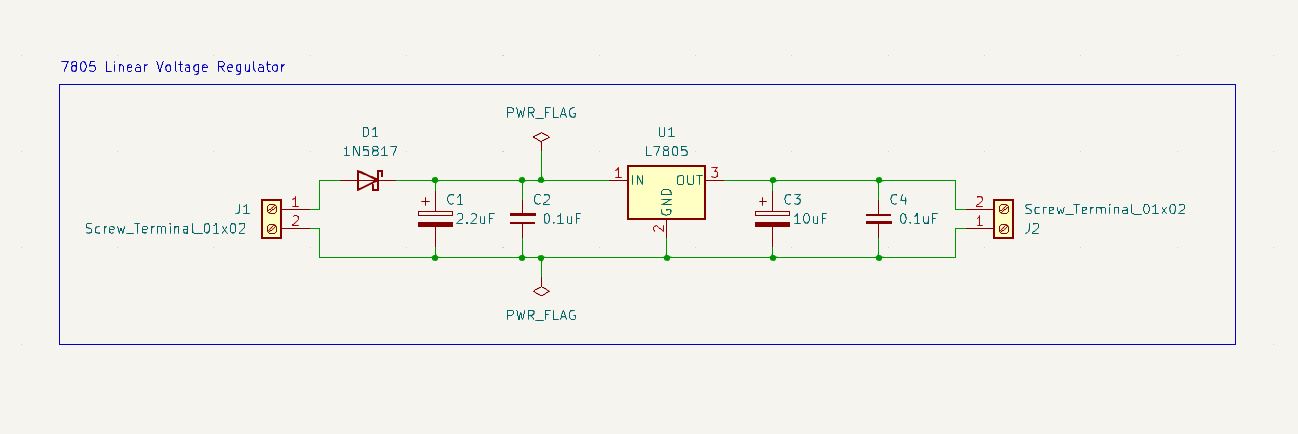 7805 Linear Voltage Regulator
PWR_FLAG
D1
1N5817
U1
L7805
1
IN
OUT
3
GND
2
J1
Screw_Terminal_01x02
1
2
+
C1
2.2uF
C2
0.1uF
+
C3
10uF
C4
0.1uF
2
1
Screw_Terminal_01x02
J2
PWR_FLAG